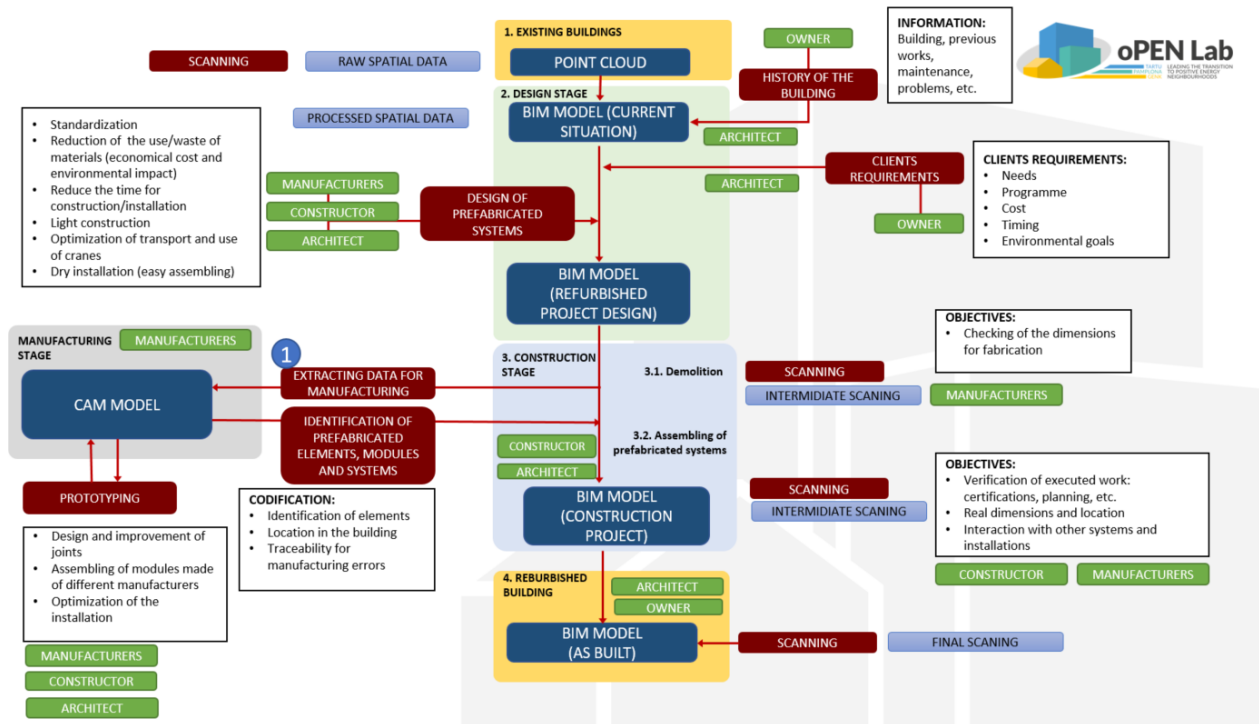 1. EXISTING BUILDINGS
POINT CLOUD
SCANNING
RAW SPATIAL DATA
OWNER
HISTORY OF THE
BUILDING
INFORMATION:
Building, previous
works,
maintenance,
problems, etc.
oPEN Lab
TARTU
PAMPLONA
GENK
LEADING THE TRANSITION
TO POSITIVE ENERGY
NEIGHBOURHOODS
2. DESIGN STAGE
BIM MODEL (CURRENT
SITUATION)
PROCESSED SPATIAL DATA
ARCHITECT
• Standardization
• Reduction of the use/waste of
materials (economical cost and
environmental impact)
• Reduce the time for
construction/installation
• Light construction
• Optimization of transport and use
of cranes
• Dry installation (easy assembling)
MANUFACTURERS
CONSTRUCTOR
ARCHITECT
DESIGN OF
PREFABRICATED
SYSTEMS
ARCHITECT
CLIENTS
REQUIREMENTS
OWNER
CLIENTS REQUIREMENTS:
• Needs
• Programme
• Cost
• Timing
• Environmental goals
BIM MODEL
(REFURBISHED
PROJECT DESIGN)
MANUFACTURING
STAGE
MANUFACTURERS
CAM MODEL
1
EXTRACTING DATA FOR
MANUFACTURING
IDENTIFICATION OF
PREFABRICATED
ELEMENTS, MODULES
AND SYSTEMS
PROTOTYPING
CODIFICATION:
• Identification of elements
• Location in the building
• Traceability for
manufacturing errors
• Design and improvement of
joints
• Assembling of modules made
of different manufacturers
• Optimization of the
installation
MANUFACTURERS
CONSTRUCTOR
ARCHITECT
3. CONSTRUCTION
STAGE
3.1. Demolition
SCANNING
INTERMIDIATE SCANING
OBJECTIVES:
• Checking of the dimensions
for fabrication
MANUFACTURERS
3.2. Assembling of
prefabricated systems
CONSTRUCTOR
ARCHITECT
BIM MODEL
(CONSTRUCTION
PROJECT)
SCANNING
INTERMIDIATE SCANING
OBJECTIVES:
• Verification of executed work:
certifications, planning, etc.
• Real dimensions and location
• Interaction with other systems and
installations
CONSTRUCTOR
MANUFACTURERS
4. REBURBISHED
BUILDING
ARCHITECT
OWNER
BIM MODEL
(AS BUILT)
SCANNING
FINAL SCANING